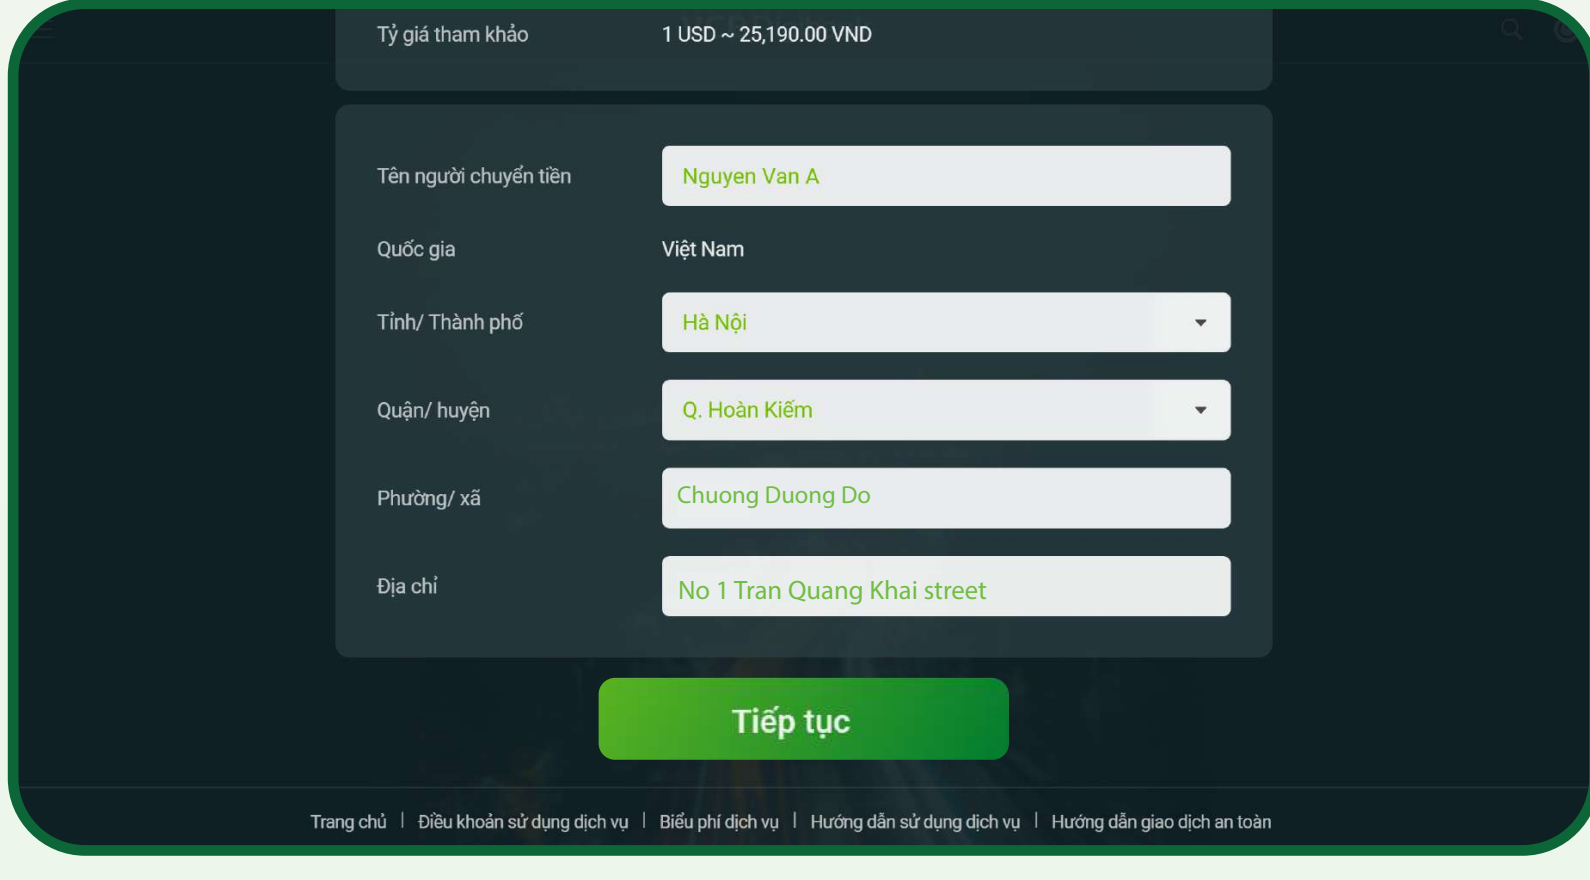 Tỷ giá tham khảo 1 USD ~ 25,190.00 VND
Tên người chuyển tiền Nguyen Van A
Quốc gia Việt Nam
Tỉnh/ Thành phố Hà Nội
Quận/ huyện Q. Hoàn Kiếm
Phường/ xã Chuong Duong Do
Địa chỉ No 1 Tran Quang Khai street
Tiếp tục
Trang chủ | Điều khoản sử dụng dịch vụ | Biểu phí dịch vụ | Hướng dẫn sử dụng dịch vụ | Hướng dẫn giao dịch an toàn